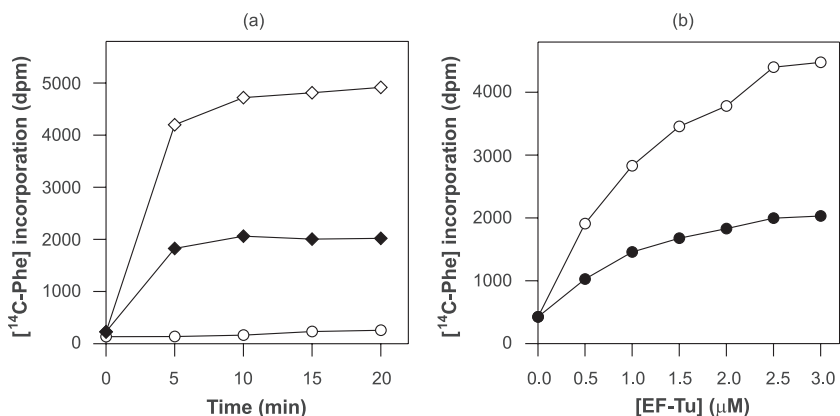 (a)
[¹⁴C-Phe] incorporation (dpm)
5000
4000
3000
2000
1000
0
0 5 10 15 20
Time (min)
(b)
[¹⁴C-Phe] incorporation (dpm)
4000
3000
2000
1000
0
0.0 0.5 1.0 1.5 2.0 2.5 3.0
[EF-Tu] (μM)